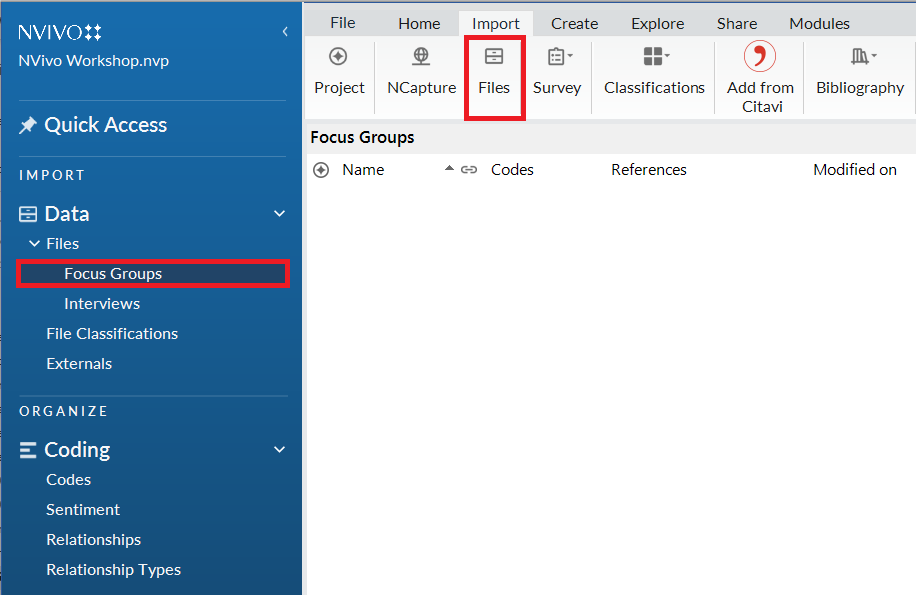 NVIVO
NVivo Workshop.nvp
Quick Access
IMPORT
Data
Files
Focus Groups
Interviews
File Classifications
Externals
ORGANIZE
Coding
Codes
Sentiment
Relationships
Relationship Types
File Home Import Create Explore Share Modules
Project NCapture Files Survey Classifications Add from Citavi Bibliography
Focus Groups
Name Codes References Modified on